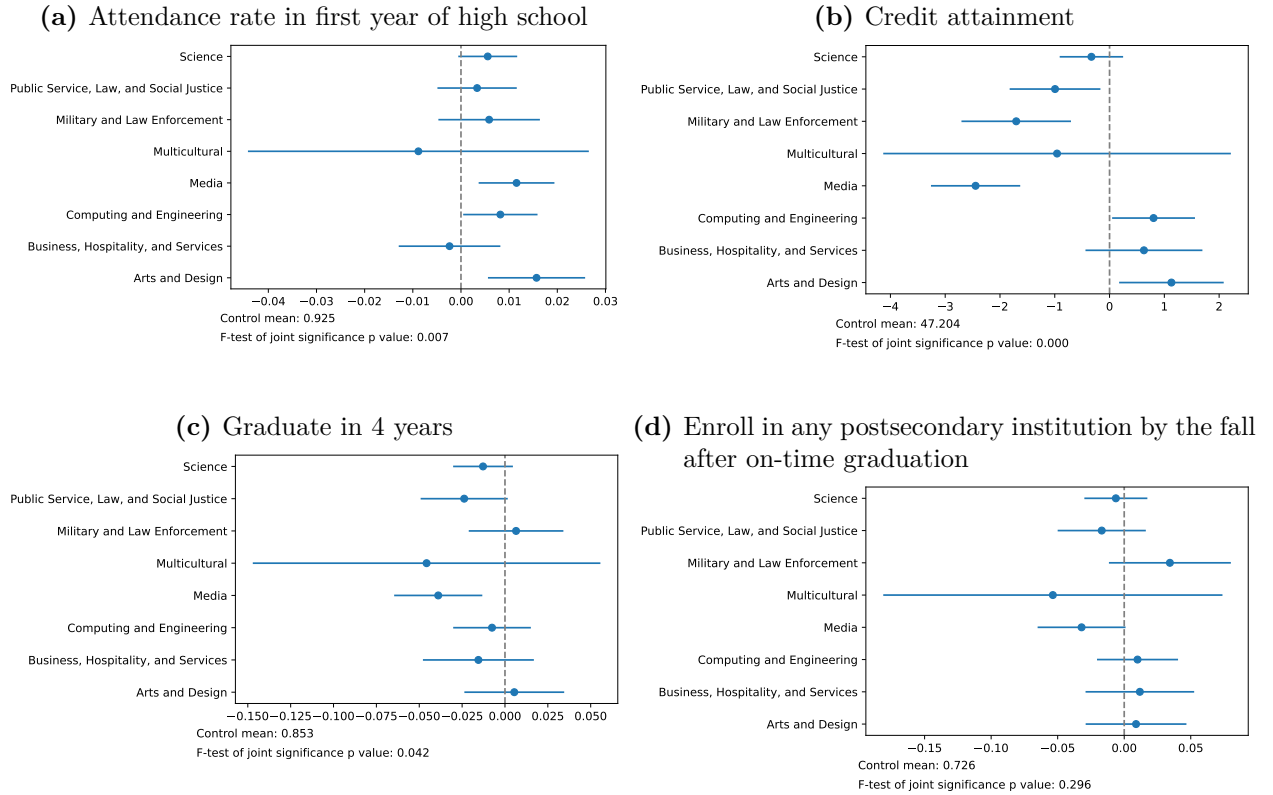 (a) Attendance rate in first year of high school
Science
Public Service, Law, and Social Justice
Military and Law Enforcement
Multicultural
Media
Computing and Engineering
Business, Hospitality, and Services
Arts and Design
−0.04 −0.03 −0.02 −0.01 0.00 0.01 0.02 0.03
Control mean: 0.925
F-test of joint significance p value: 0.007
(b) Credit attainment
Science
Public Service, Law, and Social Justice
Military and Law Enforcement
Multicultural
Media
Computing and Engineering
Business, Hospitality, and Services
Arts and Design
−4 −3 −2 −1 0 1 2
Control mean: 47.204
F-test of joint significance p value: 0.000
(c) Graduate in 4 years
Science
Public Service, Law, and Social Justice
Military and Law Enforcement
Multicultural
Media
Computing and Engineering
Business, Hospitality, and Services
Arts and Design
−0.150 −0.125 −0.100 −0.075 −0.050 −0.025 0.000 0.025 0.050
Control mean: 0.853
F-test of joint significance p value: 0.042
(d) Enroll in any postsecondary institution by the fall
after on-time graduation
Science
Public Service, Law, and Social Justice
Military and Law Enforcement
Multicultural
Media
Computing and Engineering
Business, Hospitality, and Services
Arts and Design
−0.15 −0.10 −0.05 0.00 0.05
Control mean: 0.726
F-test of joint significance p value: 0.296